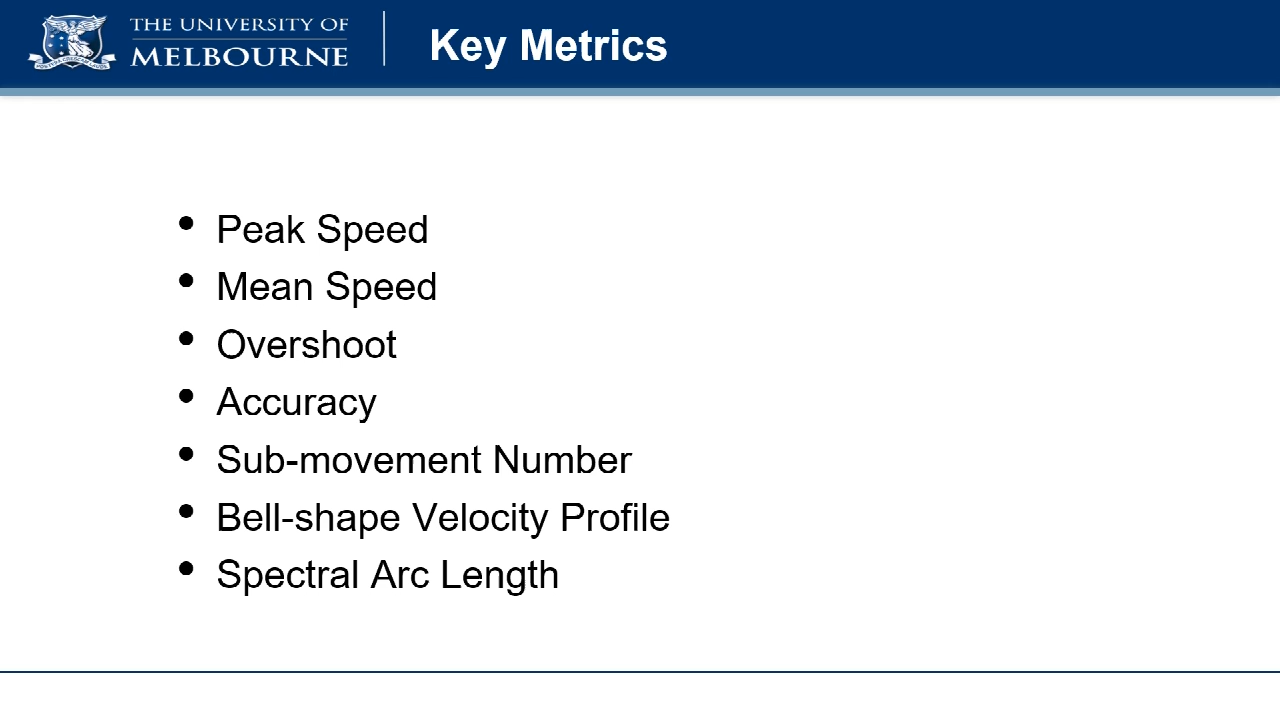 THE UNIVERSITY OF
MELBOURNE
Key Metrics
• Peak Speed
• Mean Speed
• Overshoot
• Accuracy
• Sub-movement Number
• Bell-shape Velocity Profile
• Spectral Arc Length